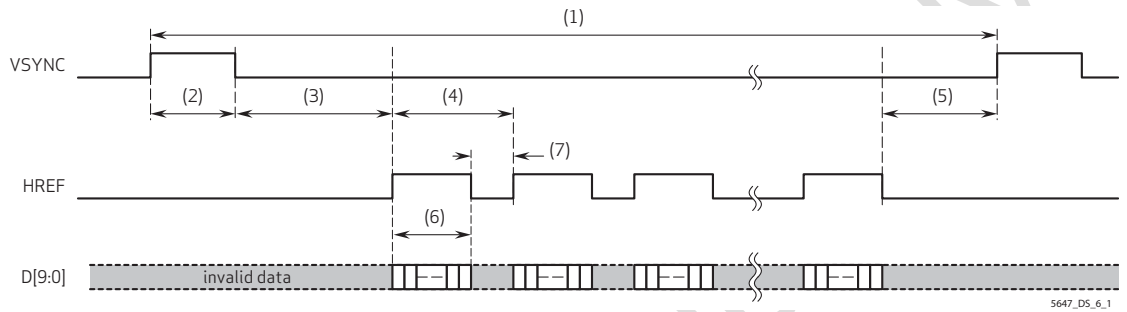 (1)
VSYNC
(2)
(3)
(4)
(5)
(7)
HREF
(6)
D[9:0]
invalid data
5647_DS_6_1